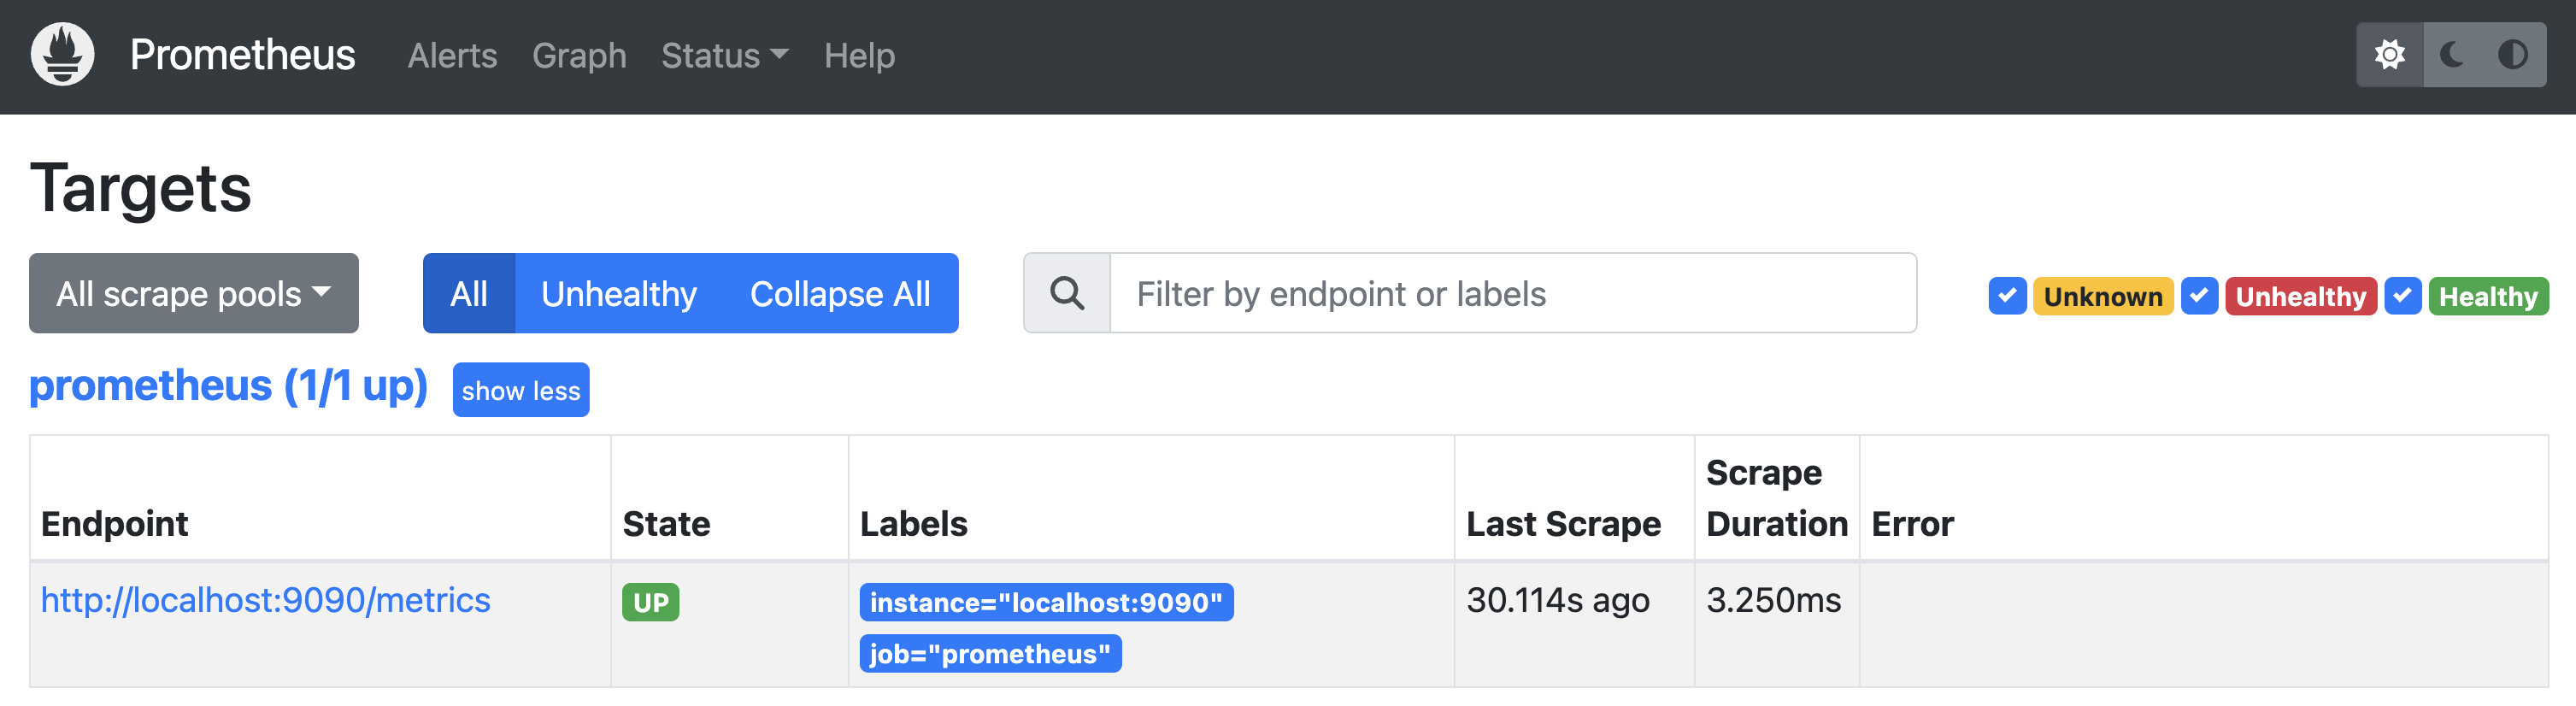 Prometheus Alerts Graph Status Help
Targets
All scrape pools All Unhealthy Collapse All Filter by endpoint or labels Unknown Unhealthy Healthy
prometheus (1/1 up) show less
Endpoint State Labels Last Scrape Scrape Duration Error
http://localhost:9090/metrics UP instance="localhost:9090" 30.114s ago 3.250ms
job="prometheus"